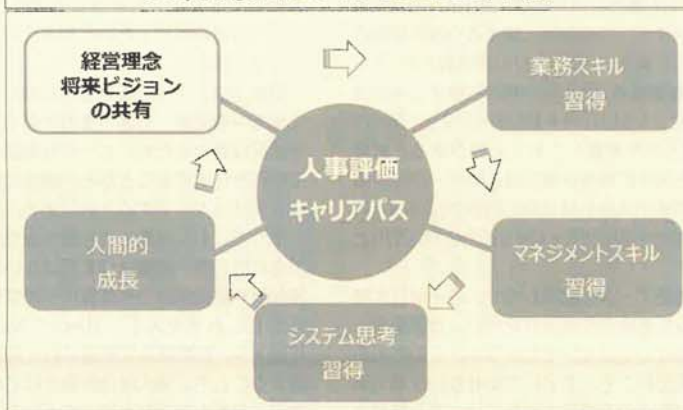 経営理念
将来ビジョン
の共有
業務スキル
習得
人事評価
キャリアパス
人間的
成長
マネジメントスキル
習得
システム思考
習得